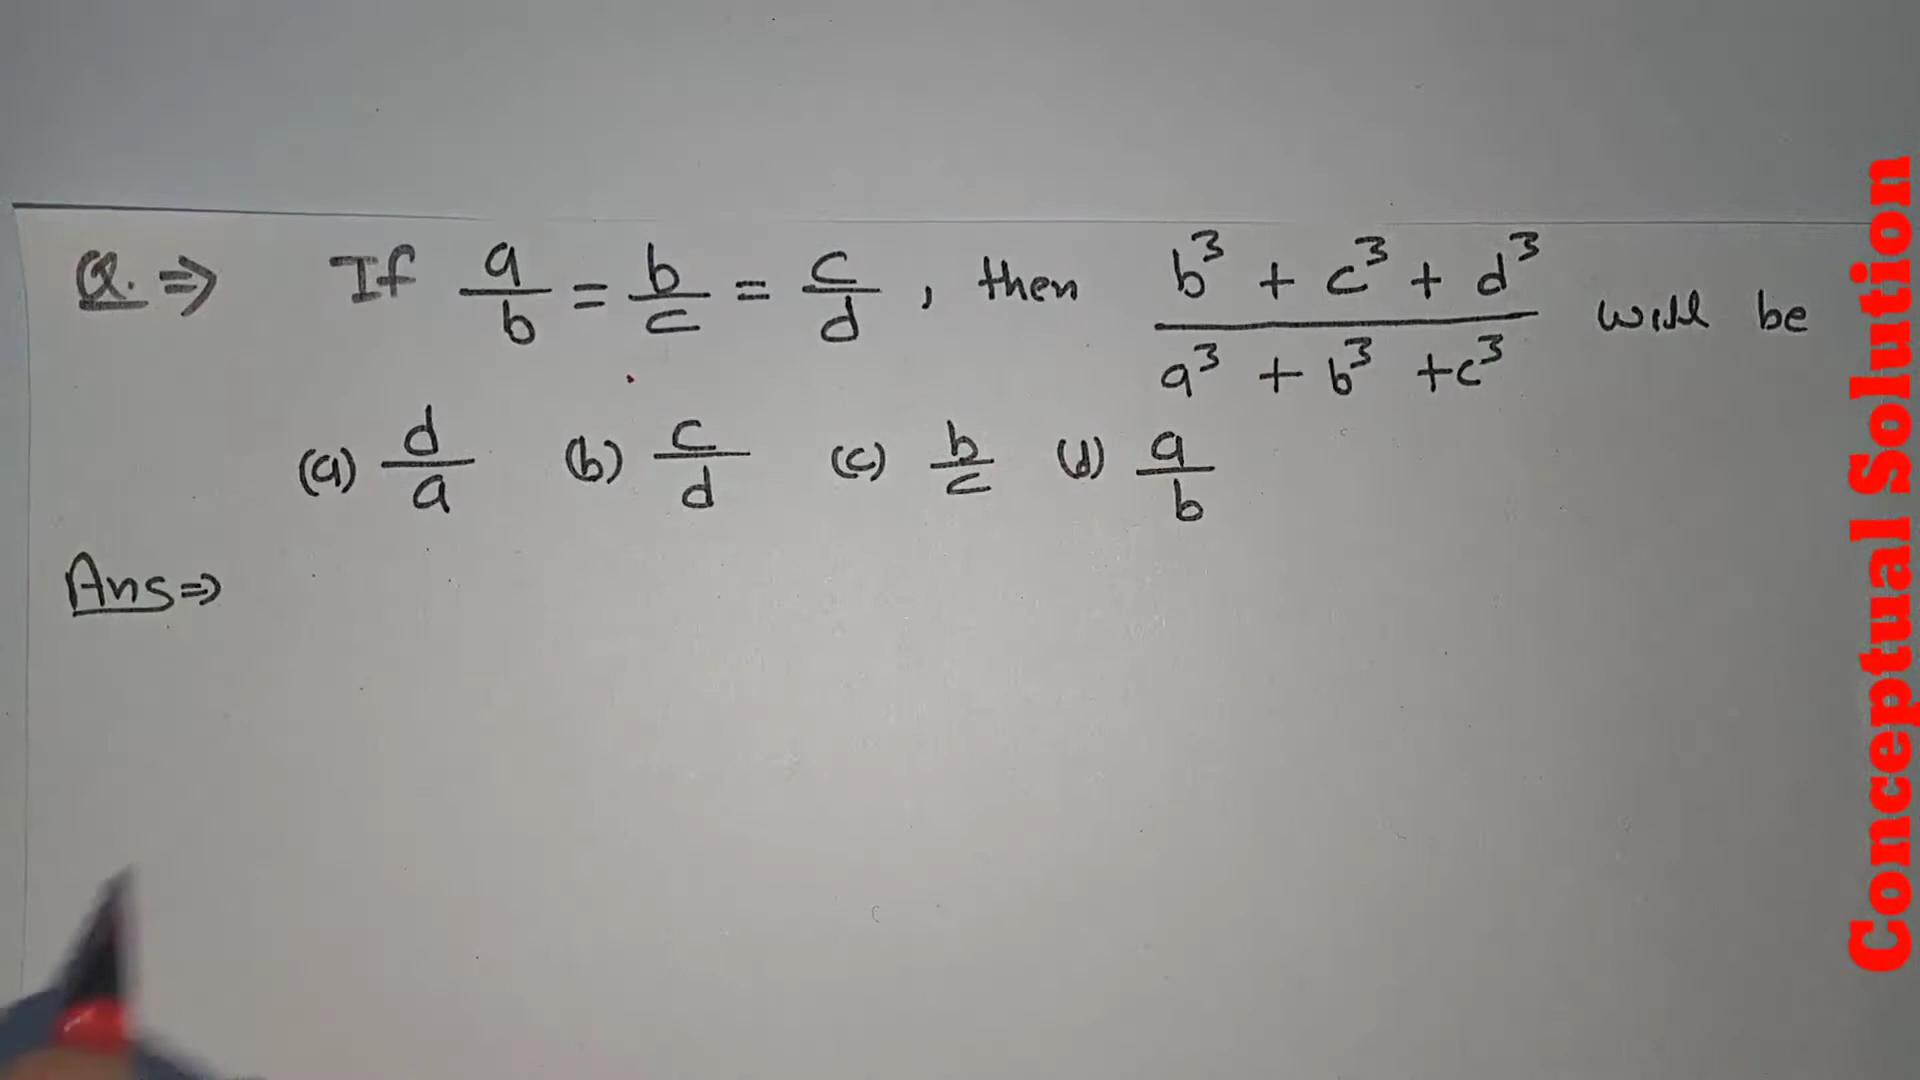 Q. ⇒ If a/b = b/c = c/d , then (b³ + c³ + d³)/(a³ + b³ + c³) will be
(a) d/a (b) c/d (c) b/c (d) a/b
Ans ⇒
Conceptual Solution